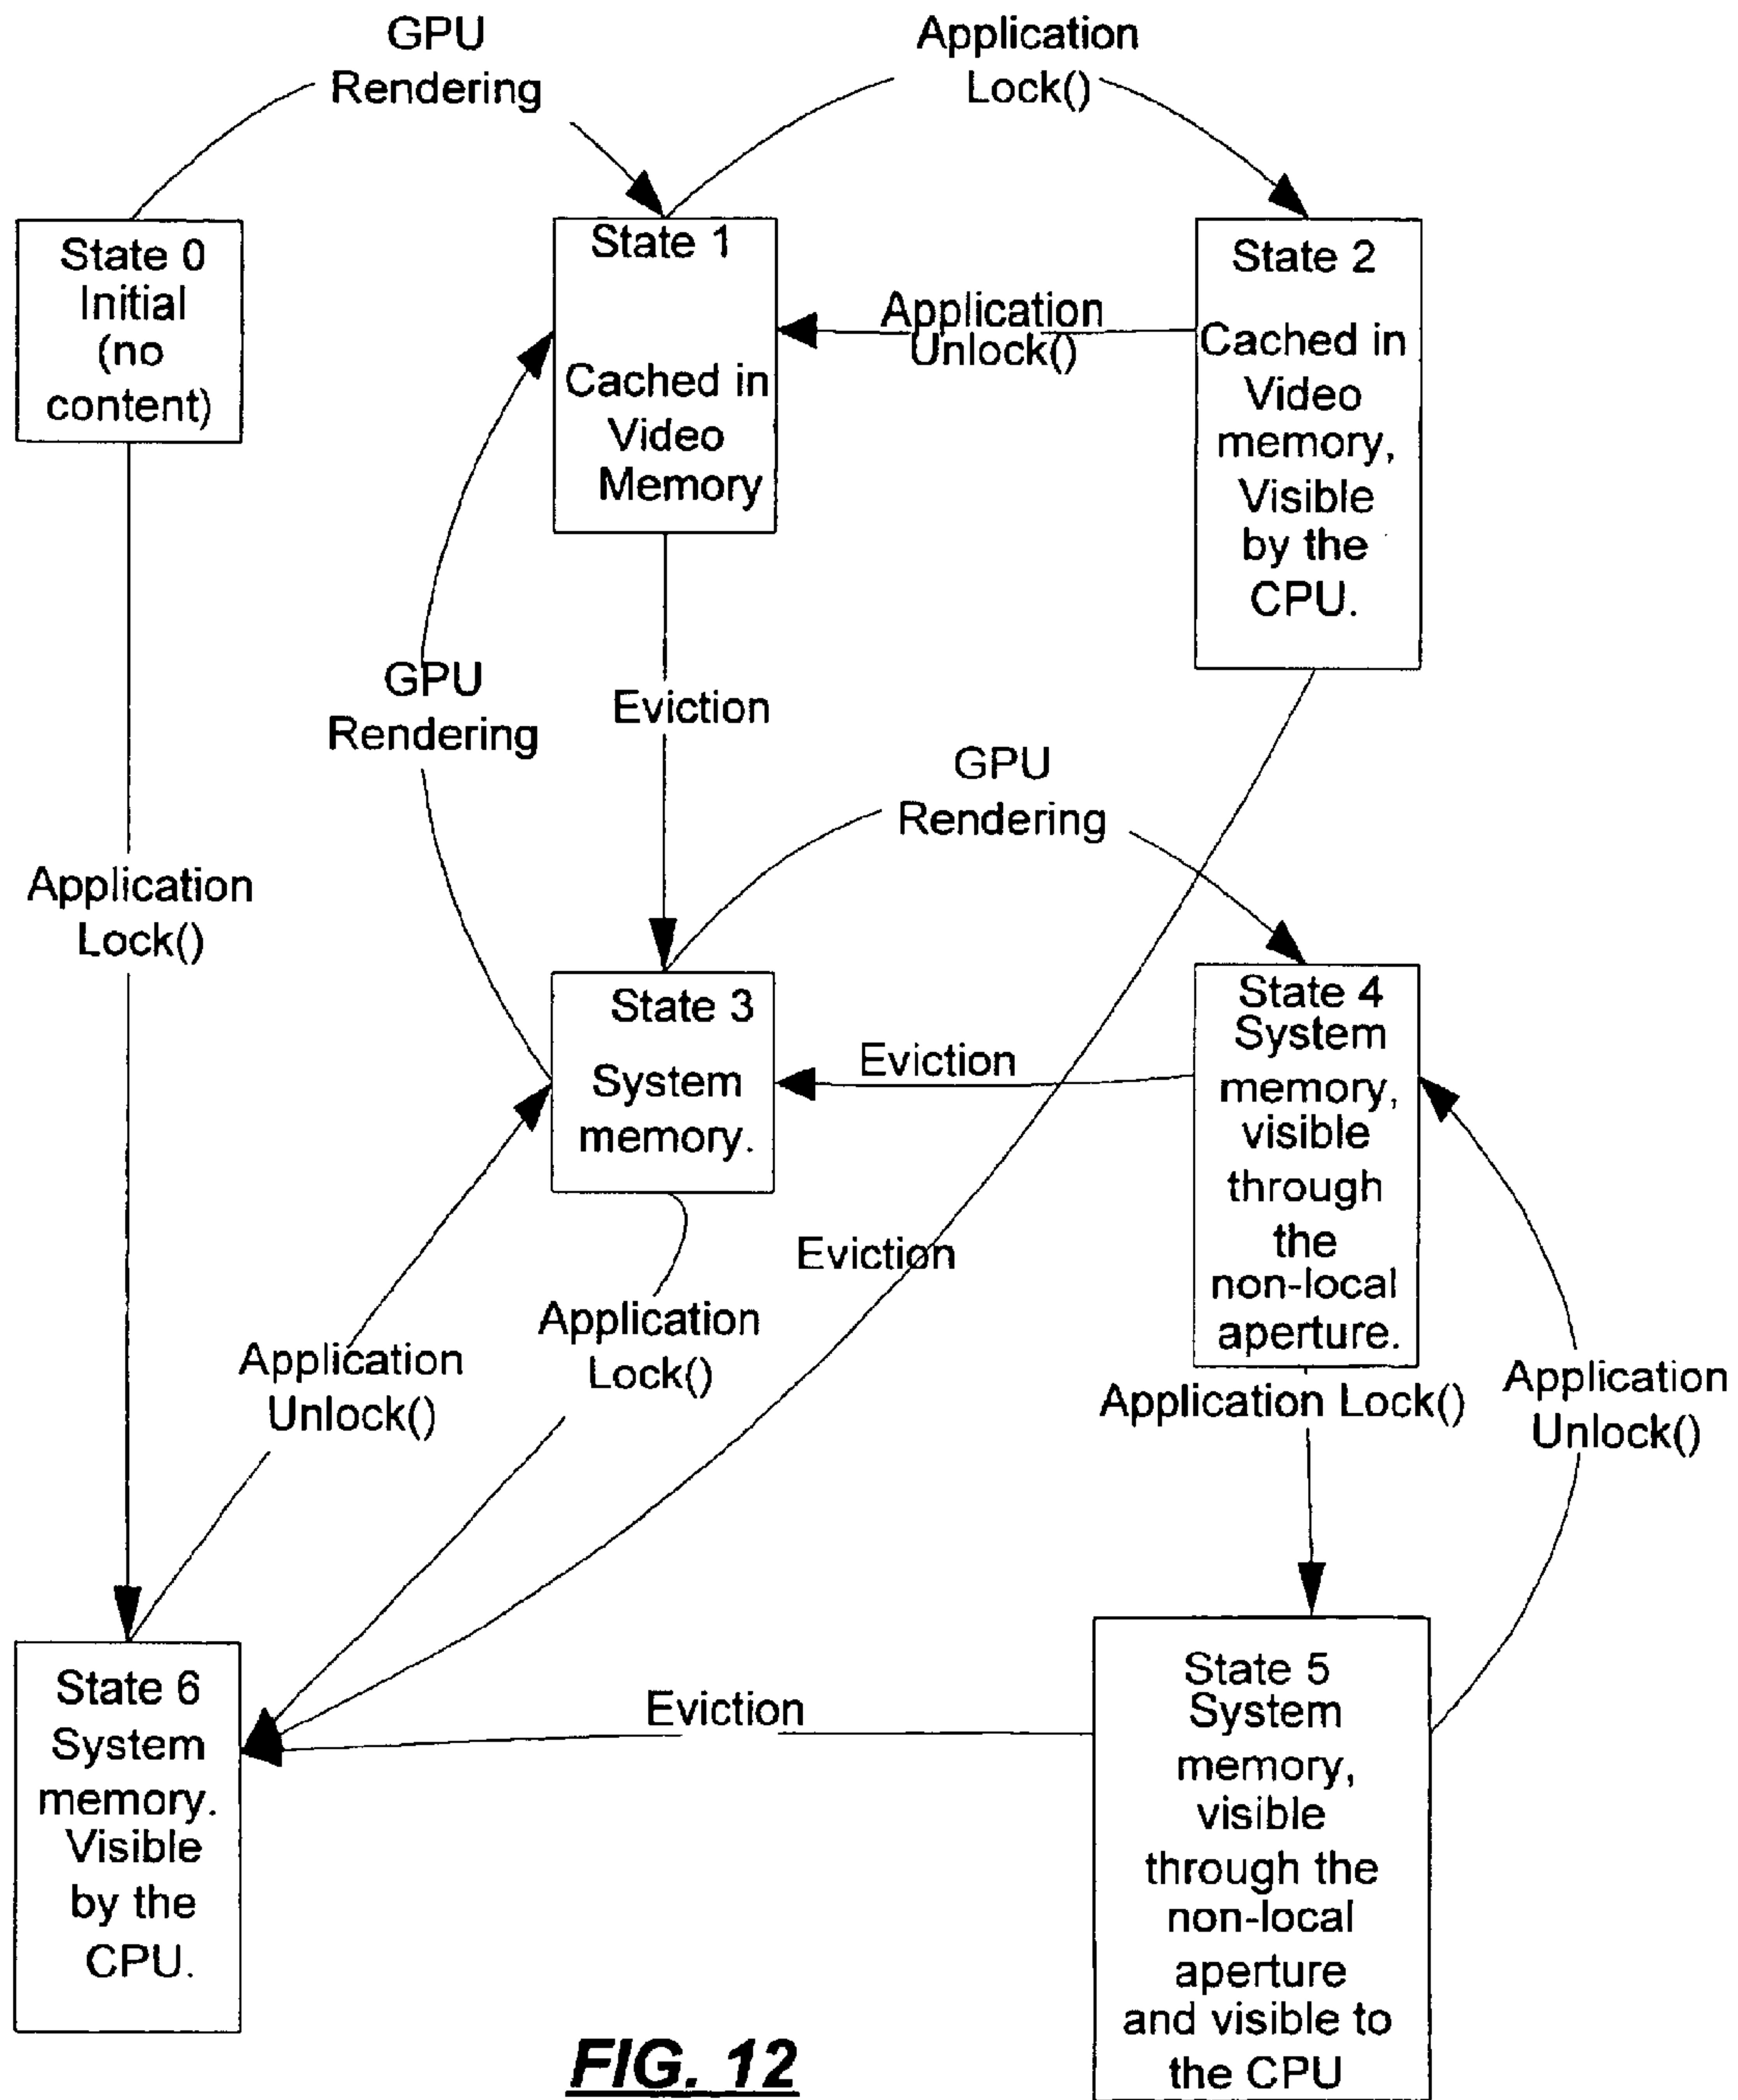 GPU
Rendering
Application
Lock()
State 0
Initial
(no
content)
State 1
Cached in
Video
Memory
Application
Unlock()
State 2
Cached in
Video
memory,
Visible
by the
CPU.
GPU
Rendering
Eviction
GPU
Rendering
Application
Lock()
State 3
System
memory.
Eviction
State 4
System
memory,
visible
through
the
non-local
aperture.
Eviction
Application
Unlock()
Application
Lock()
Application Lock()
Application
Unlock()
State 6
System
memory.
Visible
by the
CPU.
Eviction
State 5
System
memory,
visible
through the
non-local
aperture
and visible to
the CPU
FIG. 12